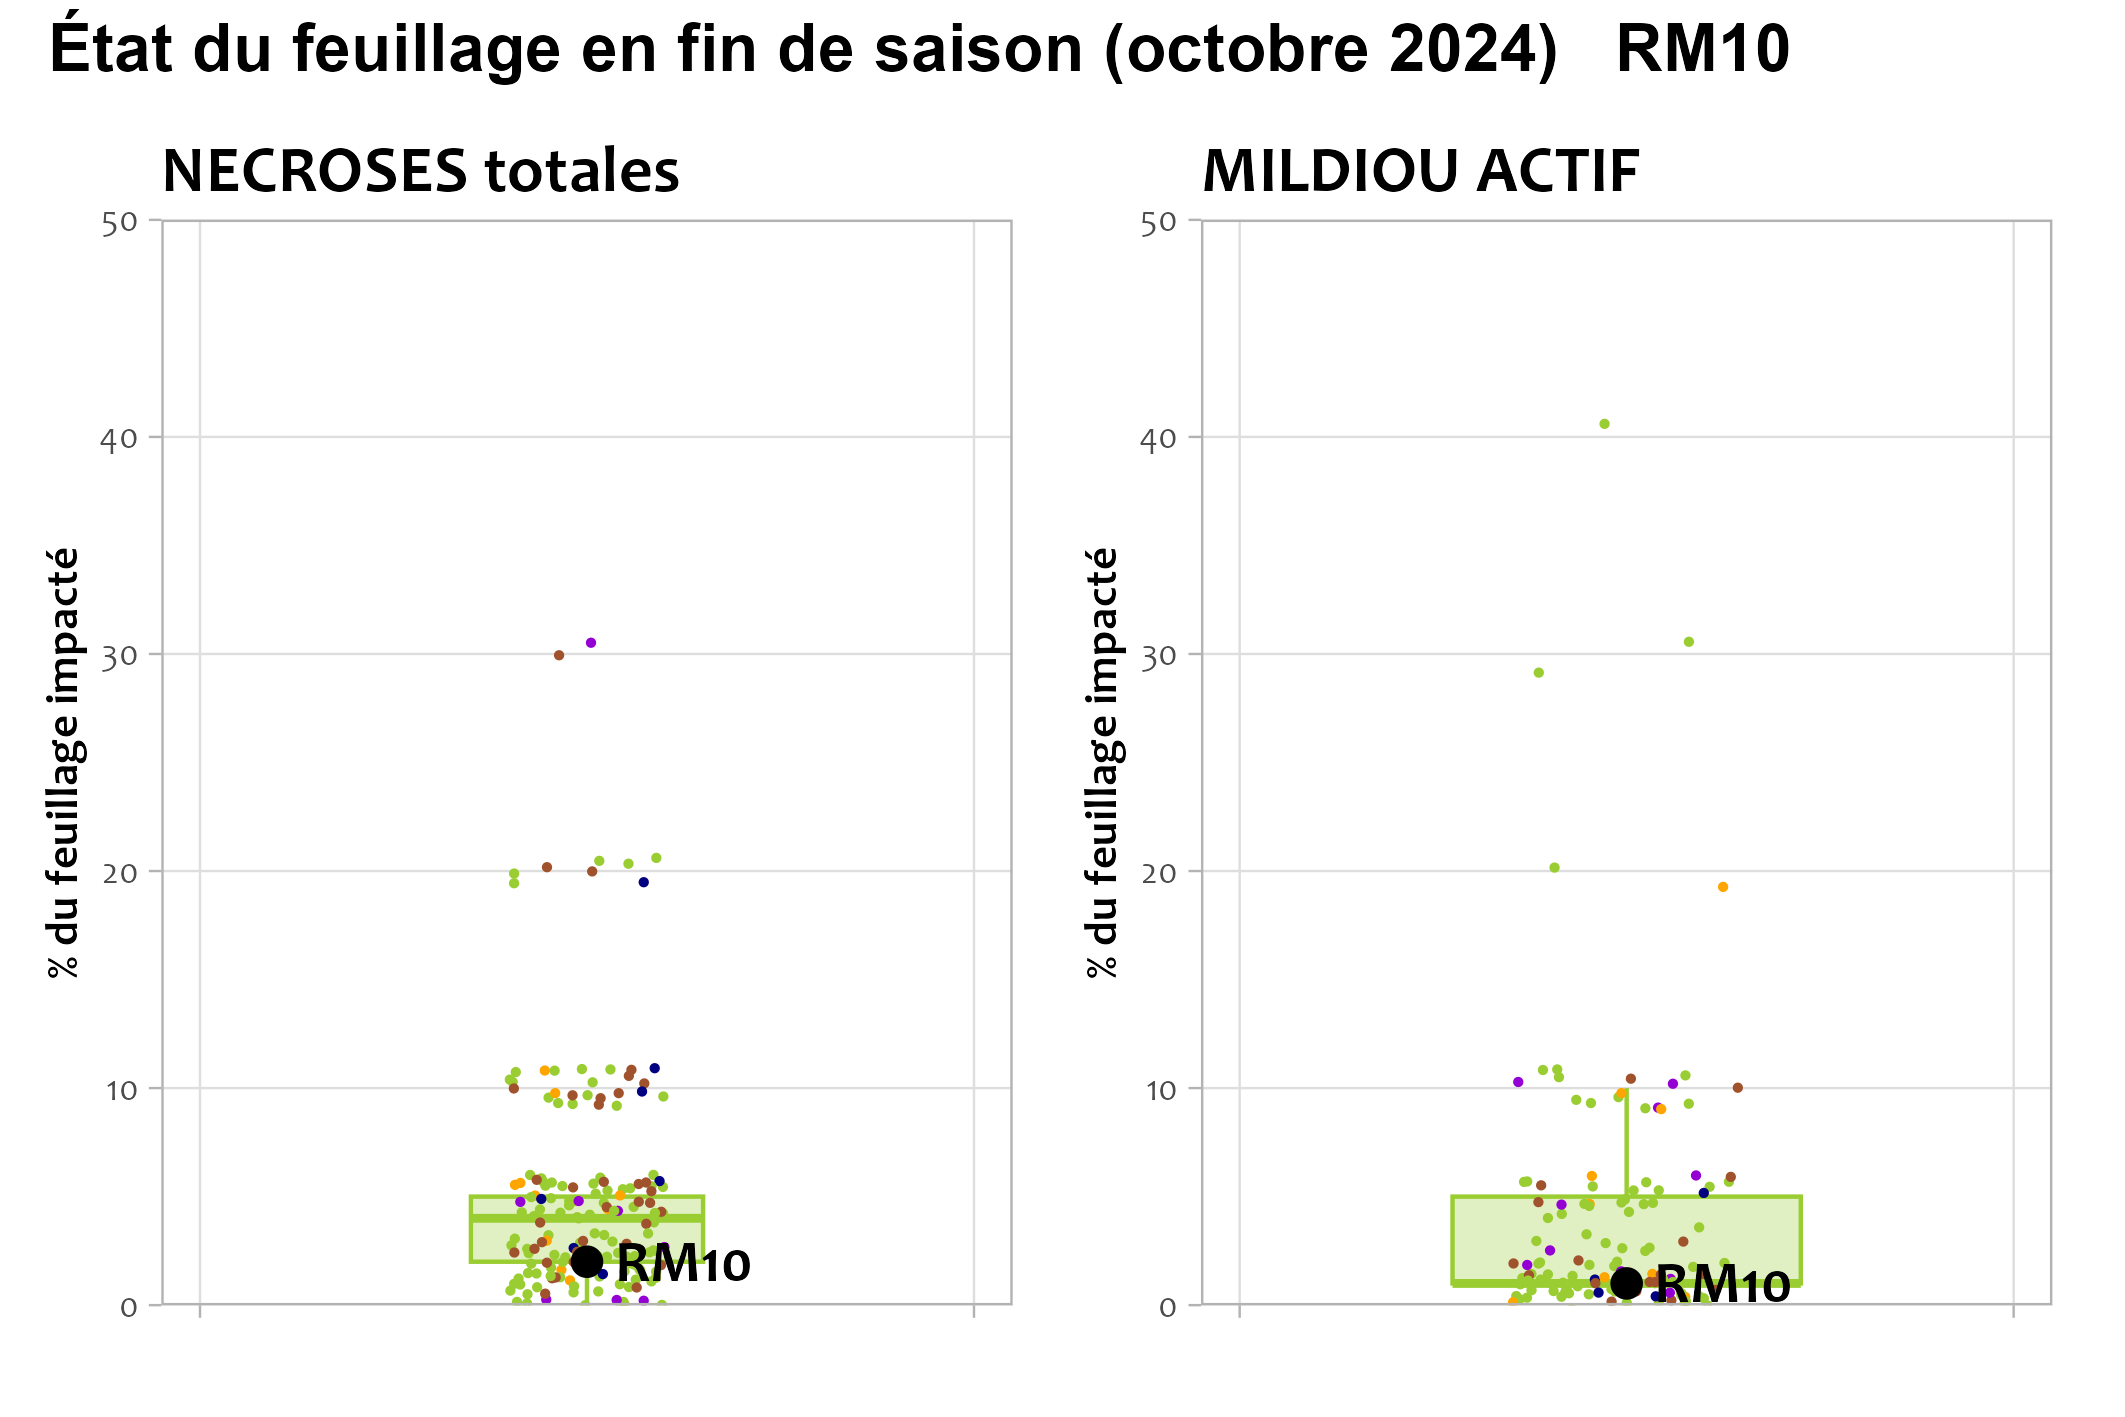 État du feuillage en fin de saison (octobre 2024) RM10
NECROSES totales
% du feuillage impacté
50
40
30
20
10
0
RM10
MILDIOU ACTIF
% du feuillage impacté
50
40
30
20
10
0
RM10